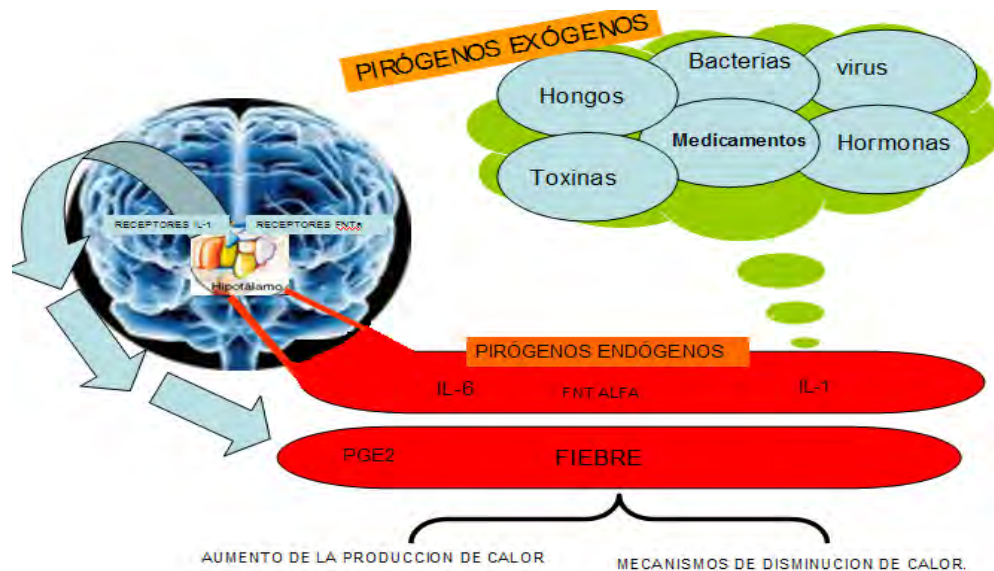 PIRÓGENOS EXÓGENOS
Hongos
Bacterias
virus
Toxinas
Medicamentos
Hormonas
RECEPTORES IL-1
RECEPTORES FNTα
Hipotálamo
PIRÓGENOS ENDÓGENOS
IL-6
FNT ALFA
IL-1
PGE2
FIEBRE
AUMENTO DE LA PRODUCCION DE CALOR
MECANISMOS DE DISMINUCION DE CALOR.